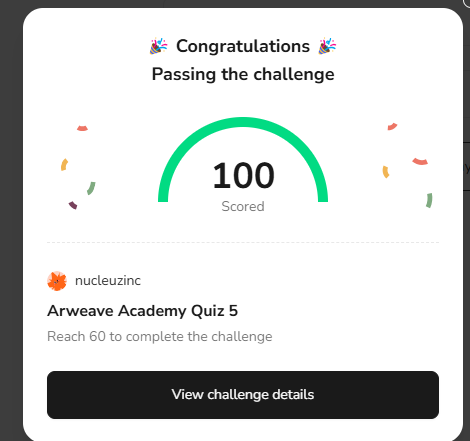 🎉 Congratulations 🎉
Passing the challenge
100
Scored
nucleuzinc
Arweave Academy Quiz 5
Reach 60 to complete the challenge
View challenge details